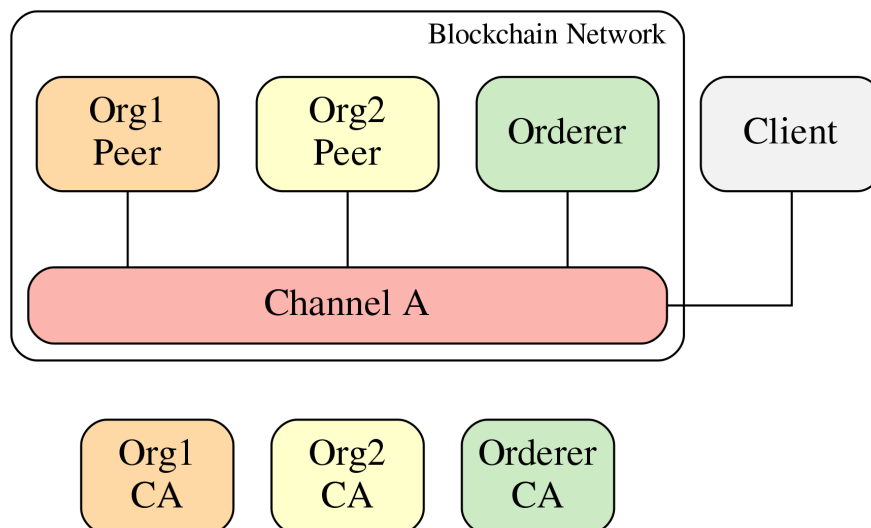 Blockchain Network
Org1
Peer
Org2
Peer
Orderer
Client
Channel A
Org1
CA
Org2
CA
Orderer
CA